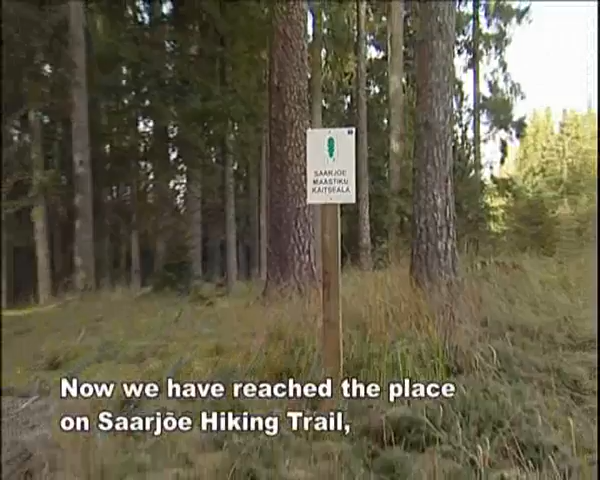 SAARJÕE
MAASTIKU
KAITSEALA
Now we have reached the place
on Saarjõe Hiking Trail,